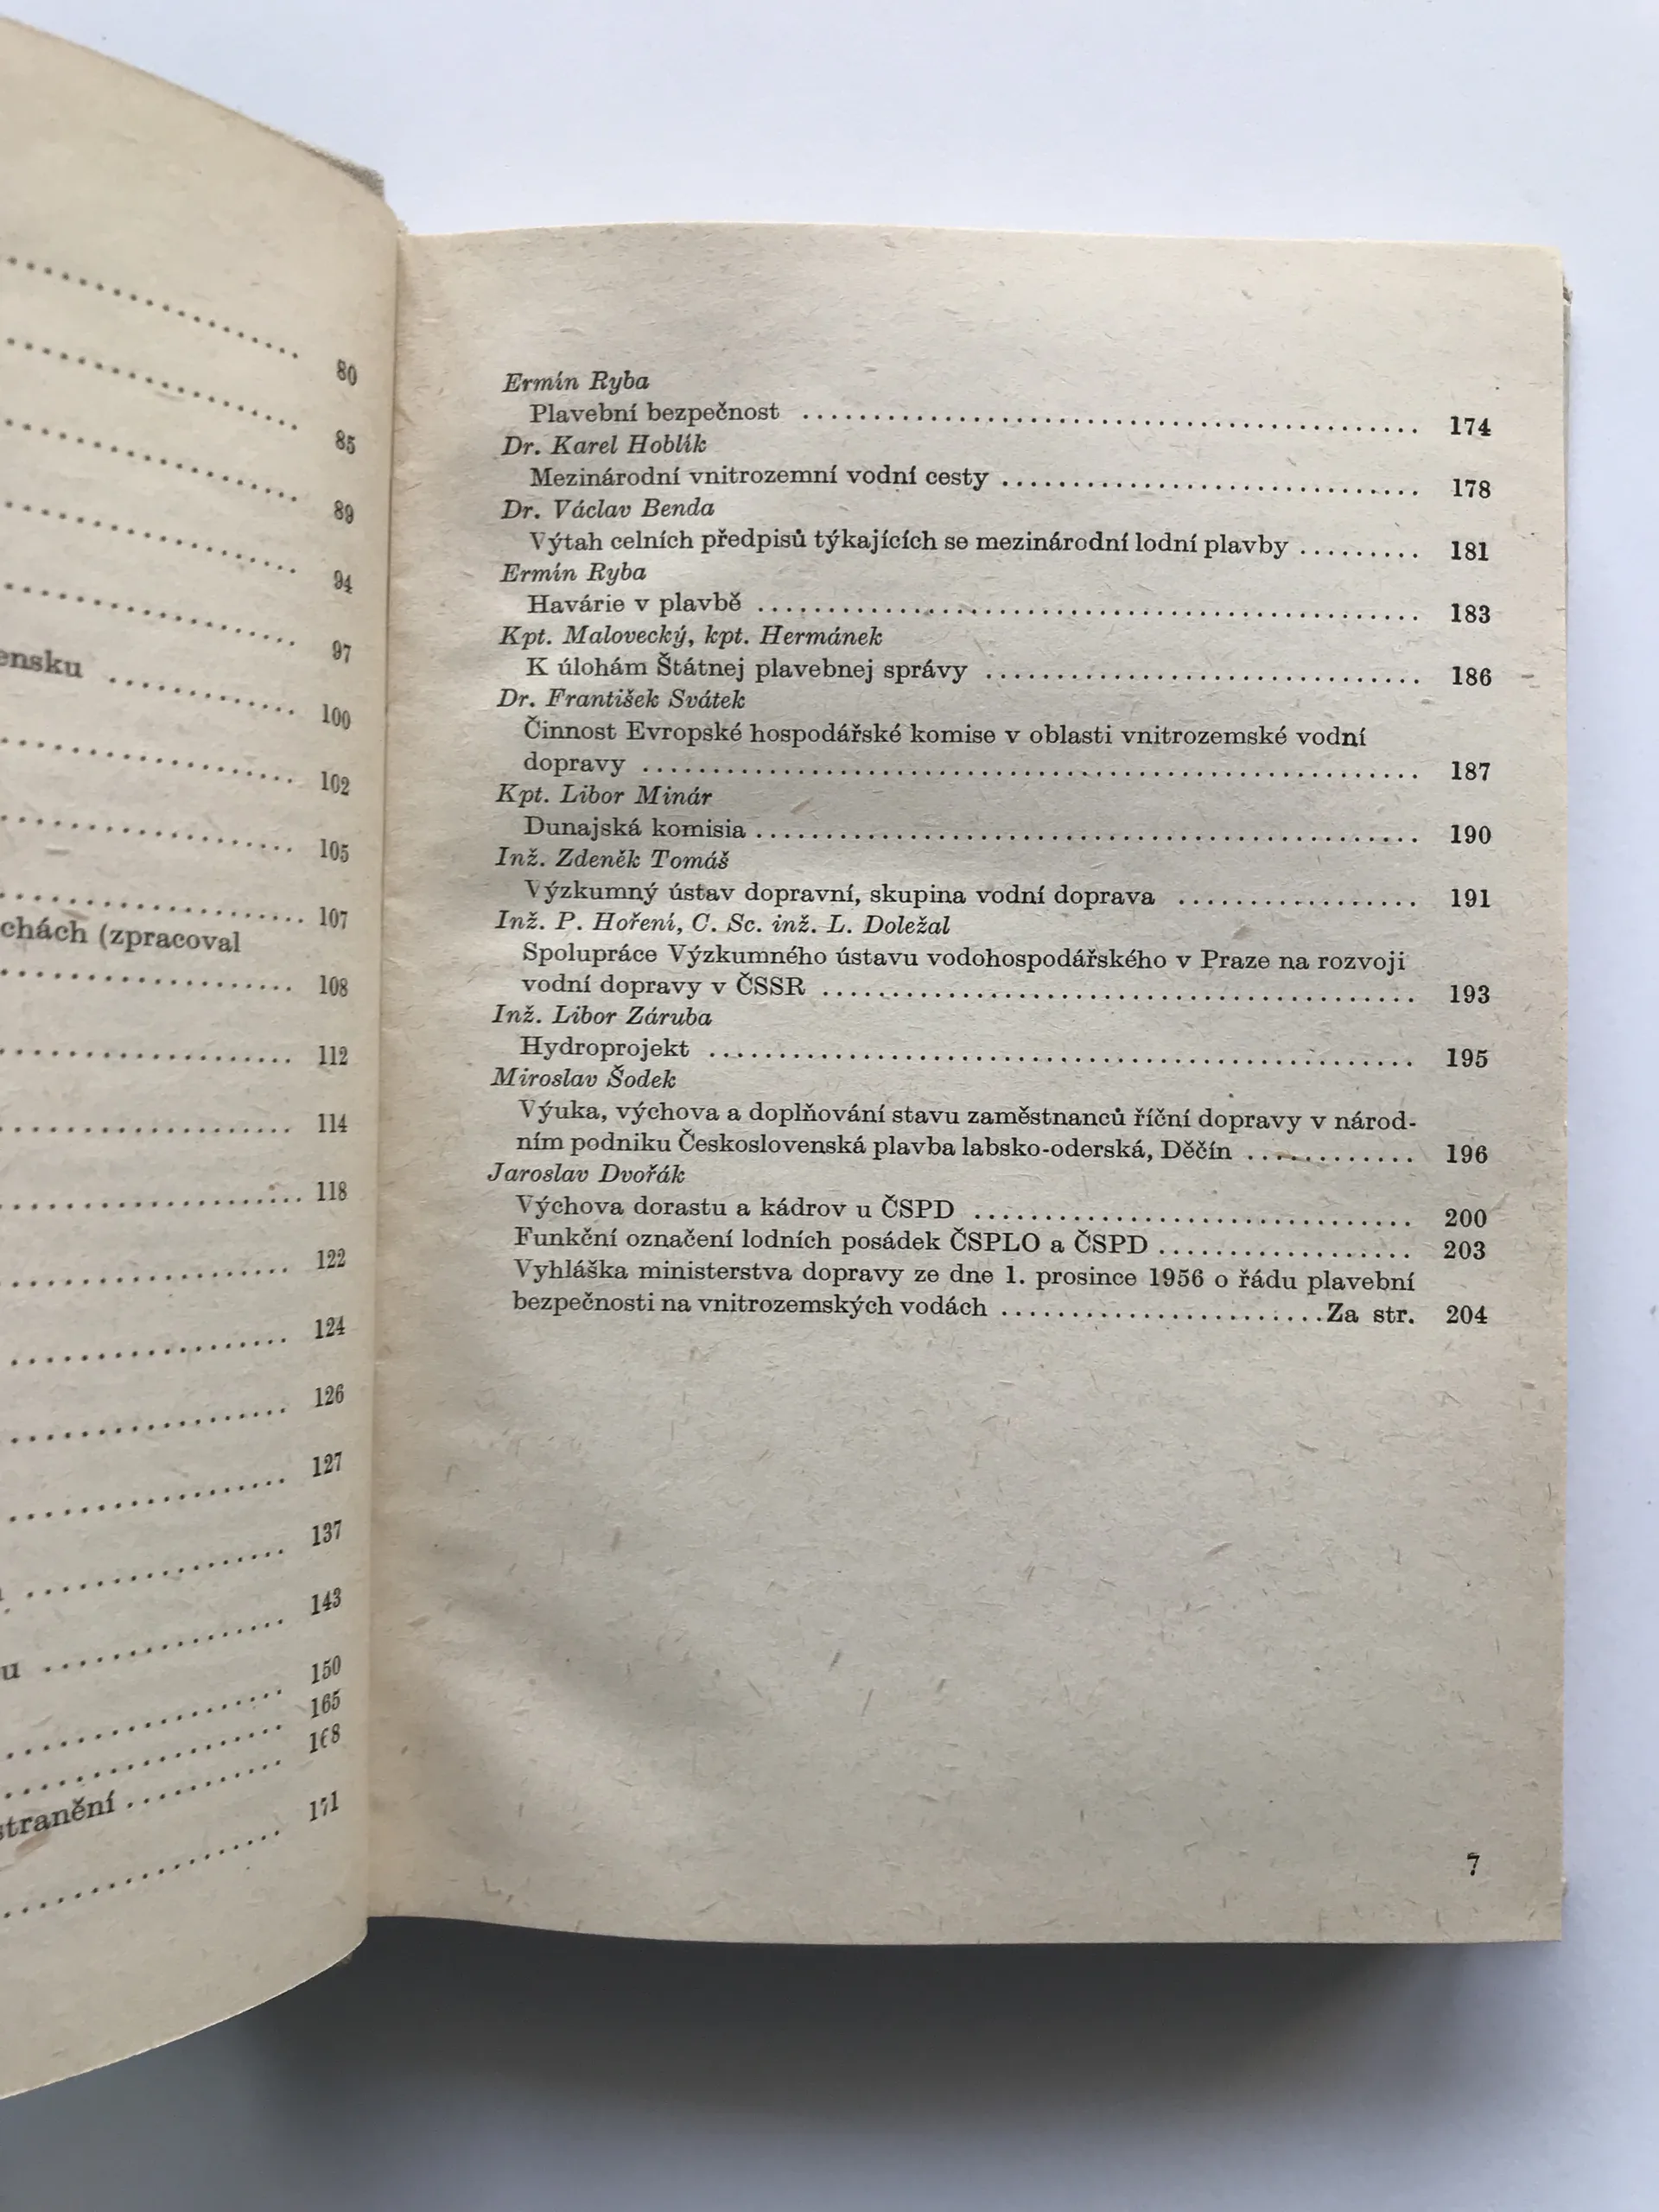 80
85
89
94
97
ensku .......... 100
102
105
107
chách (zpracoval
108
112
114
118
122
124
126
127
137
143
u .......... 150
165
168
stranění ..........
171
Ermín Ryba
Plavební bezpečnost .......... 174
Dr. Karel Hoblík
Mezinárodní vnitrozemní vodní cesty .......... 178
Dr. Václav Benda
Výtah celních předpisů týkajících se mezinárodní lodní plavby .......... 181
Ermín Ryba
Havárie v plavbě .......... 183
Kpt. Malovecký, kpt. Hermánek
K úlohám Štátnej plavebnej správy .......... 186
Dr. František Svátek
Činnost Evropské hospodářské komise v oblasti vnitrozemské vodní
dopravy .......... 187
Kpt. Libor Minár
Dunajská komisia .......... 190
Inž. Zdeněk Tomáš
Výzkumný ústav dopravní, skupina vodní doprava .......... 191
Inž. P. Hoření, C. Sc. inž. L. Doležal
Spolupráce Výzkumného ústavu vodohospodářského v Praze na rozvoji
vodní dopravy v ČSSR .......... 193
Inž. Libor Záruba
Hydroprojekt .......... 195
Miroslav Šodek
Výuka, výchova a doplňování stavu zaměstnanců říční dopravy v národ-
ním podniku Československá plavba labsko-oderská, Děčín .......... 196
Jaroslav Dvořák
Výchova dorastu a kádrov u ČSPD .......... 200
Funkční označení lodních posádek ČSPLO a ČSPD .......... 203
Vyhláška ministerstva dopravy ze dne 1. prosince 1956 o řádu plavební
bezpečnosti na vnitrozemských vodách .......... Za str. 204
7